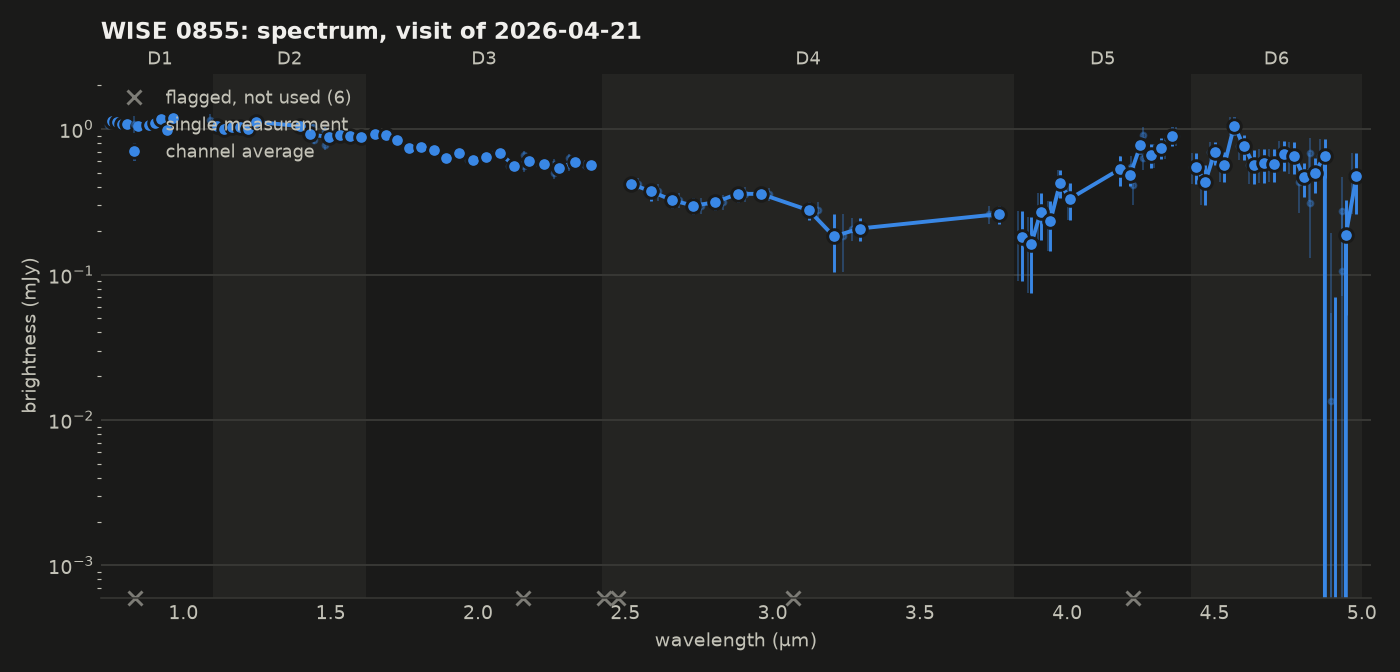 WISE 0855: spectrum, visit of 2026-04-21
D1 D2 D3 D4 D5 D6
flagged, not used (6)
single measurement
channel average
10⁰
10⁻¹
10⁻²
10⁻³
brightness (mJy)
1.0 1.5 2.0 2.5 3.0 3.5 4.0 4.5 5.0
wavelength (μm)